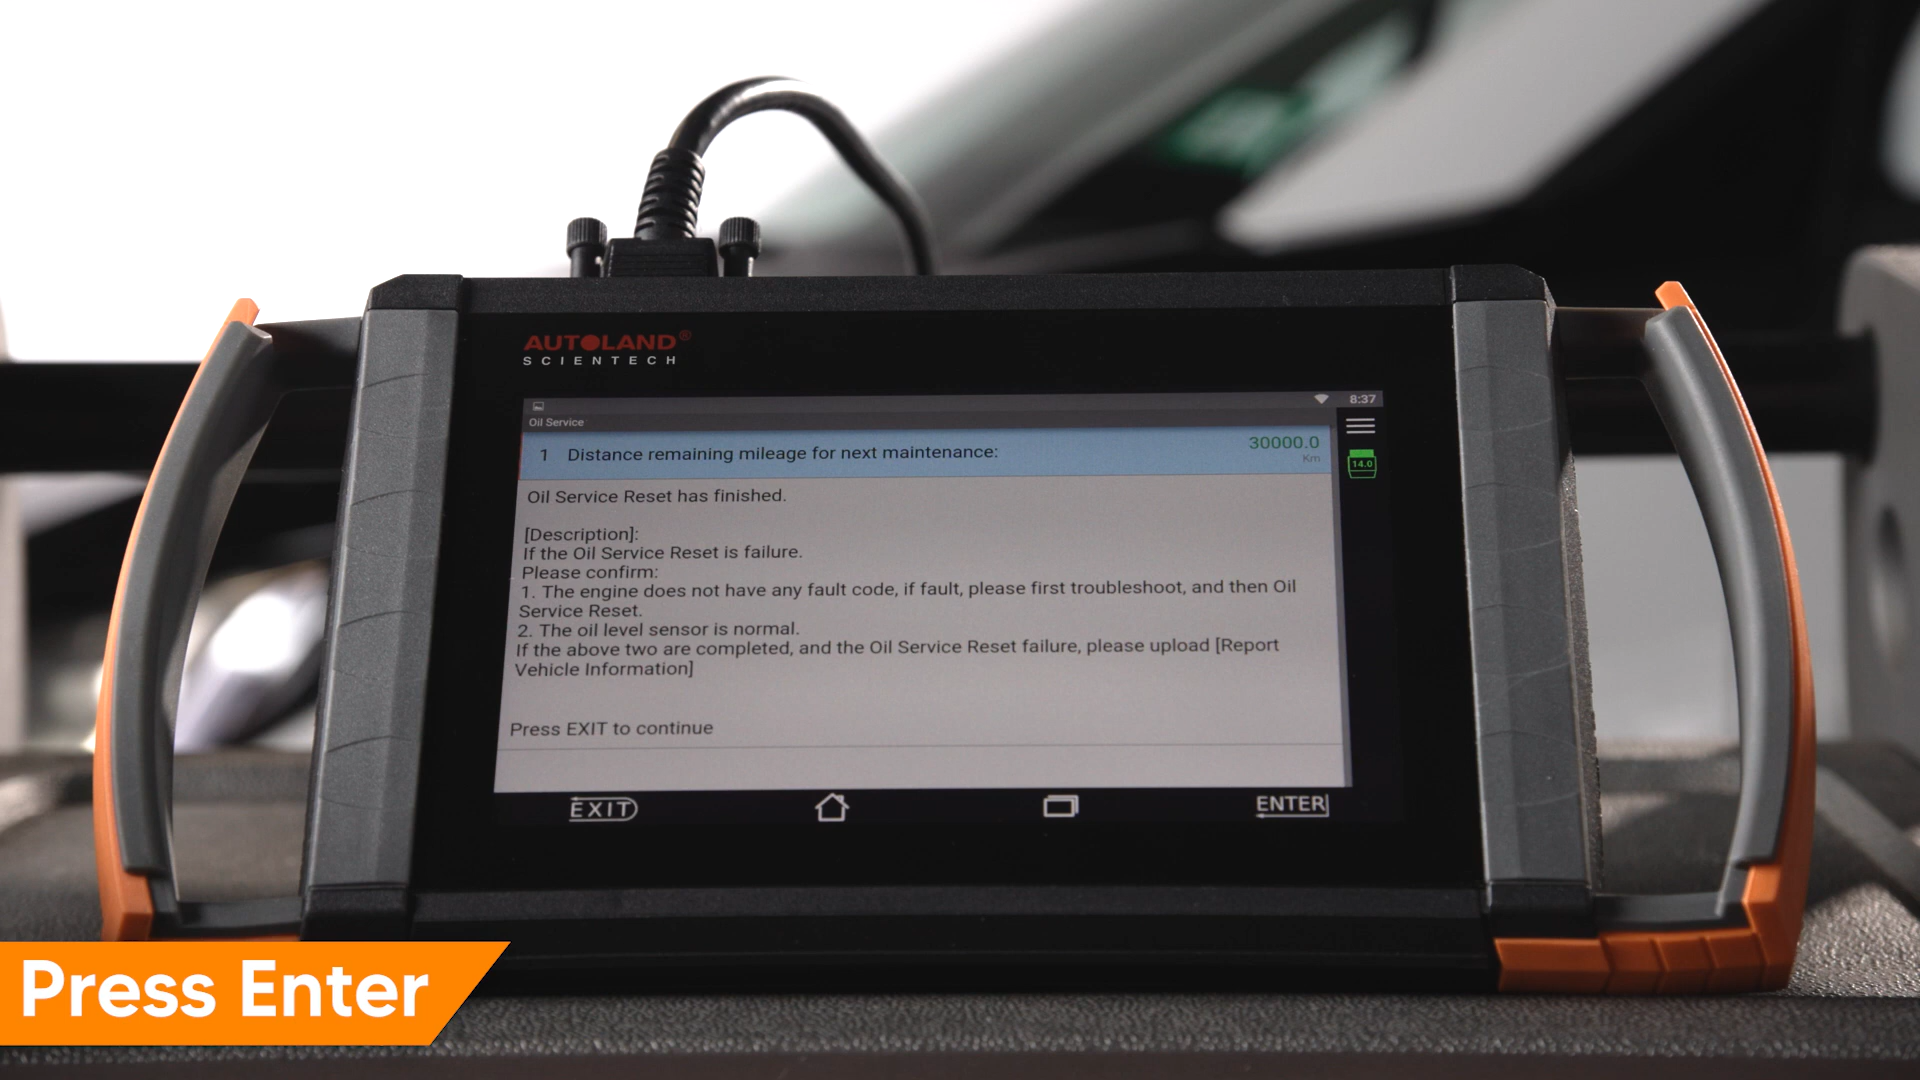 AUTOLAND®
SCIENTECH
8:37
Oil Service
1 Distance remaining mileage for next maintenance: 30000.0
Km
14.0
Oil Service Reset has finished.
[Description]:
If the Oil Service Reset is failure.
Please confirm:
1. The engine does not have any fault code, if fault, please first troubleshoot, and then Oil
Service Reset.
2. The oil level sensor is normal.
If the above two are completed, and the Oil Service Reset failure, please upload [Report
Vehicle Information]
Press EXIT to continue
EXIT
ENTER
Press Enter